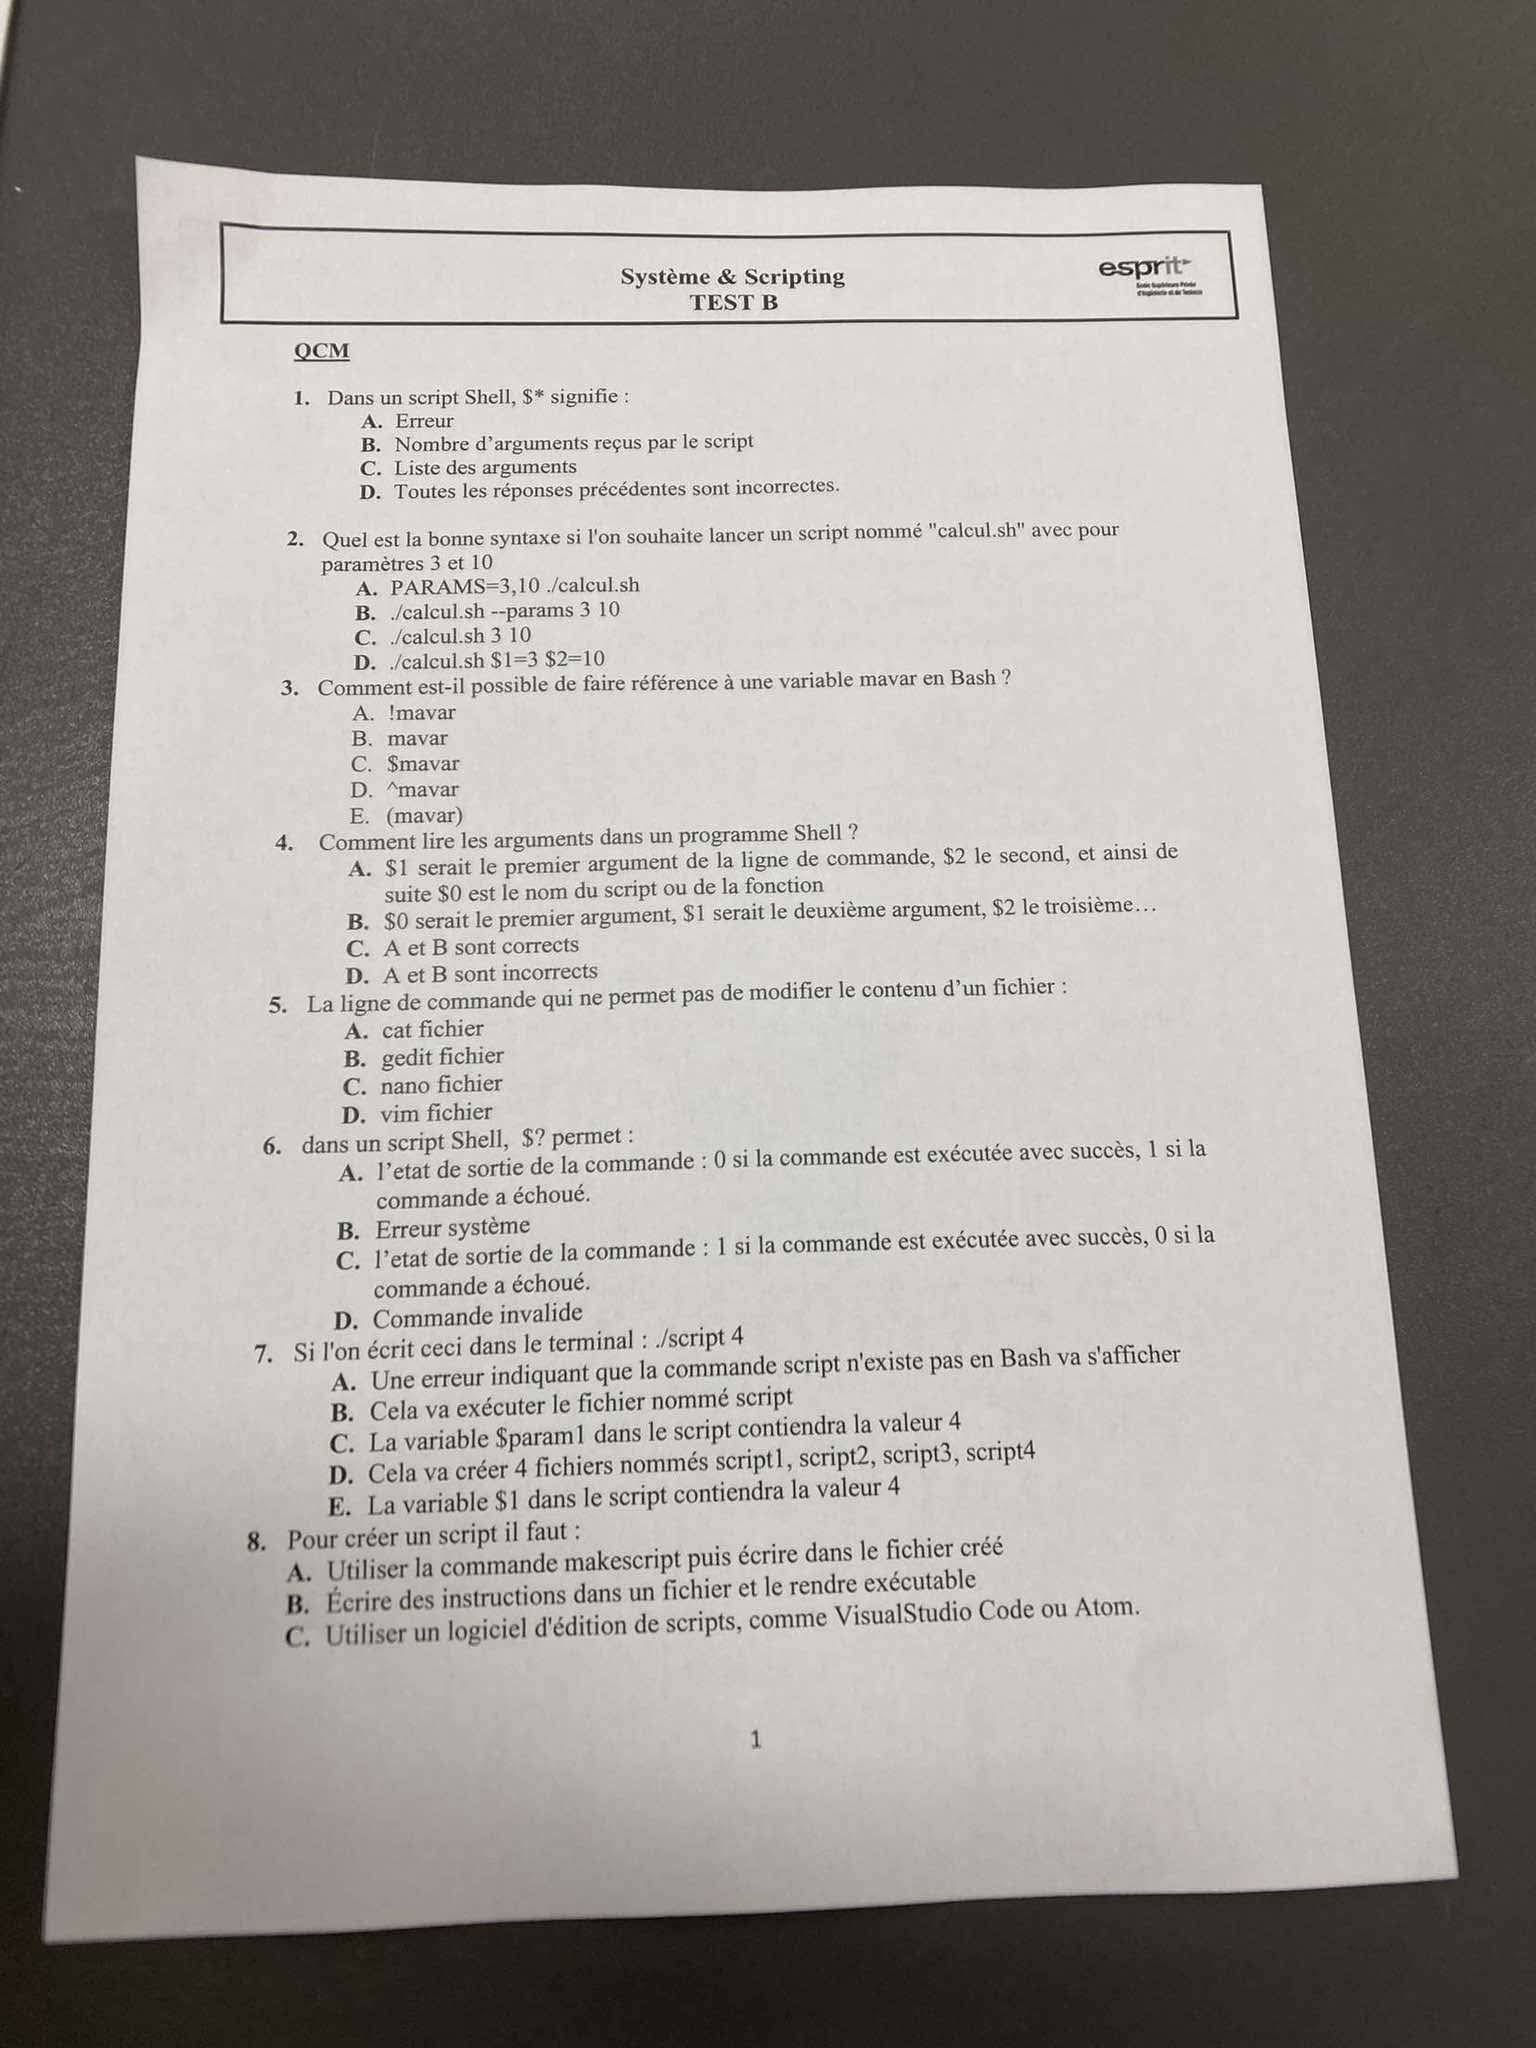 Système & Scripting
TEST B
esprit
QCM
1. Dans un script Shell, $* signifie :
A. Erreur
B. Nombre d’arguments reçus par le script
C. Liste des arguments
D. Toutes les réponses précédentes sont incorrectes.
2. Quel est la bonne syntaxe si l'on souhaite lancer un script nommé "calcul.sh" avec pour
paramètres 3 et 10
A. PARAMS=3,10 ./calcul.sh
B. ./calcul.sh --params 3 10
C. ./calcul.sh 3 10
D. ./calcul.sh $1=3 $2=10
3. Comment est-il possible de faire référence à une variable mavar en Bash ?
A. !mavar
B. mavar
C. $mavar
D. ^mavar
E. (mavar)
4. Comment lire les arguments dans un programme Shell ?
A. $1 serait le premier argument de la ligne de commande, $2 le second, et ainsi de
suite $0 est le nom du script ou de la fonction
B. $0 serait le premier argument, $1 serait le deuxième argument, $2 le troisième…
C. A et B sont corrects
D. A et B sont incorrects
5. La ligne de commande qui ne permet pas de modifier le contenu d’un fichier :
A. cat fichier
B. gedit fichier
C. nano fichier
D. vim fichier
6. dans un script Shell, $? permet :
A. l’etat de sortie de la commande : 0 si la commande est exécutée avec succès, 1 si la
commande a échoué.
B. Erreur système
C. l’etat de sortie de la commande : 1 si la commande est exécutée avec succès, 0 si la
commande a échoué.
D. Commande invalide
7. Si l'on écrit ceci dans le terminal : ./script 4
A. Une erreur indiquant que la commande script n'existe pas en Bash va s'afficher
B. Cela va exécuter le fichier nommé script
C. La variable $param1 dans le script contiendra la valeur 4
D. Cela va créer 4 fichiers nommés script1, script2, script3, script4
E. La variable $1 dans le script contiendra la valeur 4
8. Pour créer un script il faut :
A. Utiliser la commande makescript puis écrire dans le fichier créé
B. Écrire des instructions dans un fichier et le rendre exécutable
C. Utiliser un logiciel d'édition de scripts, comme VisualStudio Code ou Atom.
1